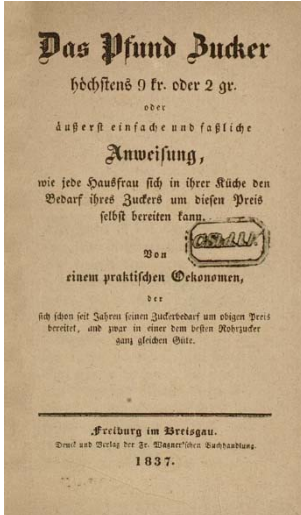 Das Pfund Zucker
höchstens 9 kr. oder 2 gr.
oder
äußerst einfache und faßliche
Anweisung,
wie jede Hausfrau sich in ihrer Küche den
Bedarf ihres Zuckers um diesen Preis
selbst bereiten kann.
Von
einem praktischen Oekonomen,
der
sich schon seit Jahren seinen Zuckerbedarf um obigen Preis
bereitet, und zwar in einer dem besten Rohrzucker
ganz gleichen Güte.
Freiburg im Breisgau.
Druck und Verlag der Fr. Wagner'schen Buchhandlung.
1837.